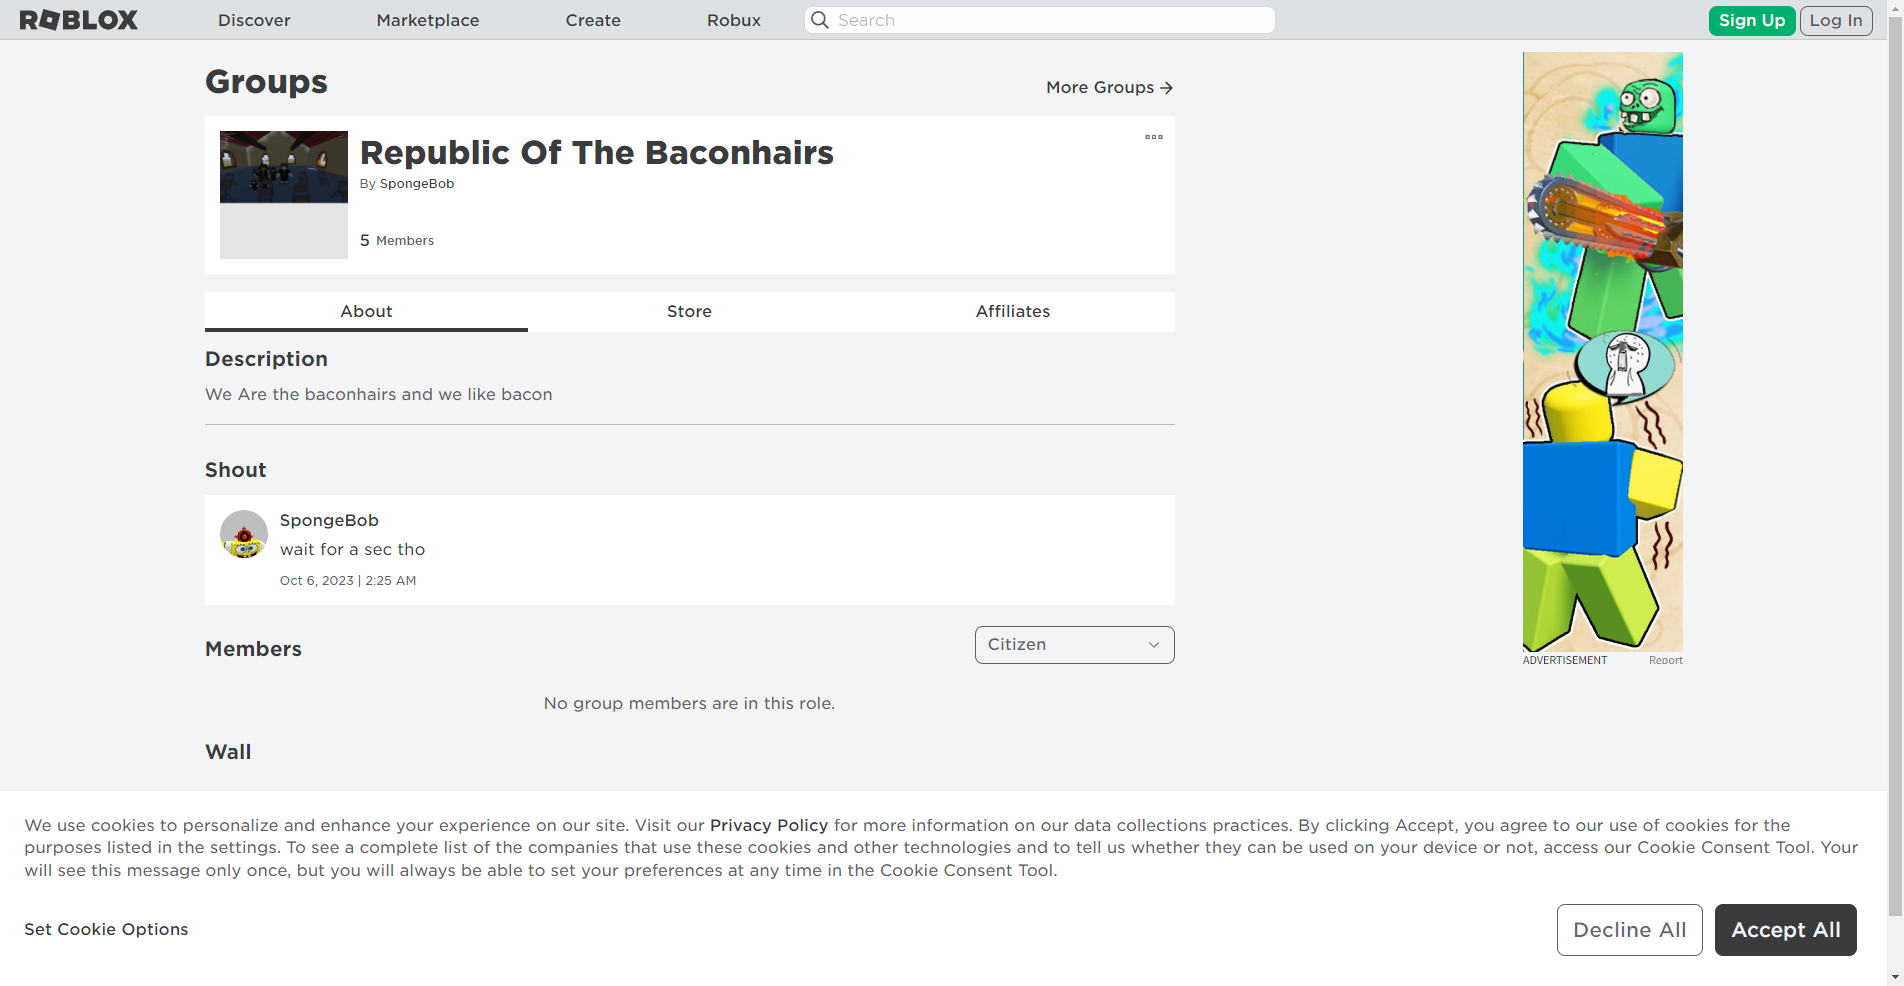 ROBLOX
Discover
Marketplace
Create
Robux
Search
Sign Up
Log In
Groups
More Groups
Republic Of The Baconhairs
By SpongeBob
5 Members
About
Store
Affiliates
Description
We Are the baconhairs and we like bacon
Shout
SpongeBob
wait for a sec tho
Oct 6, 2023 | 2:25 AM
Members
Citizen
No group members are in this role.
Wall
ADVERTISEMENT
Report
We use cookies to personalize and enhance your experience on our site. Visit our Privacy Policy for more information on our data collections practices. By clicking Accept, you agree to our use of cookies for the
purposes listed in the settings. To see a complete list of the companies that use these cookies and other technologies and to tell us whether they can be used on your device or not, access our Cookie Consent Tool. Your
will see this message only once, but you will always be able to set your preferences at any time in the Cookie Consent Tool.
Set Cookie Options
Decline All
Accept All